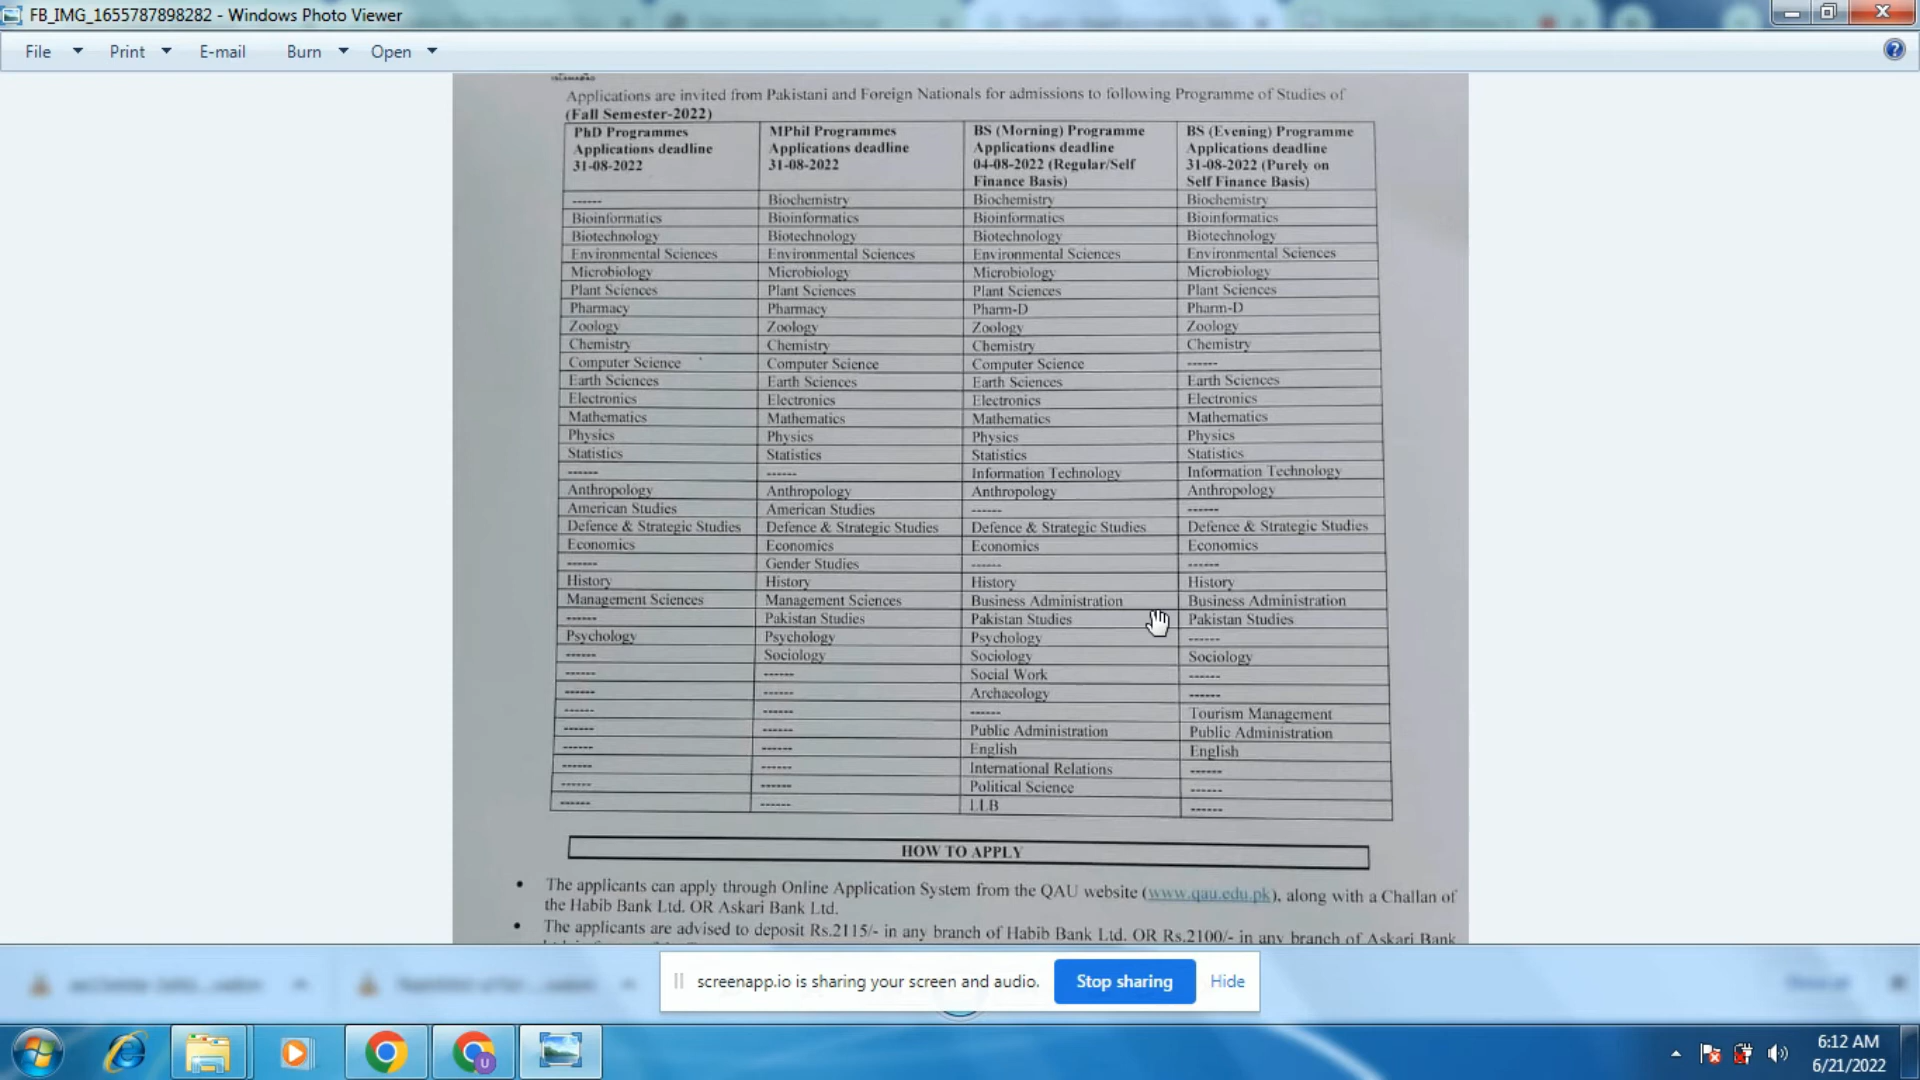 FB_IMG_1655787898282 - Windows Photo Viewer
File Print E-mail Burn Open
ISLAMABAD
Applications are invited from Pakistani and Foreign Nationals for admissions to following Programme of Studies of
(Fall Semester-2022)
PhD Programmes Applications deadline 31-08-2022 | MPhil Programmes Applications deadline 31-08-2022 | BS (Morning) Programme Applications deadline 04-08-2022 (Regular/Self Finance Basis) | BS (Evening) Programme Applications deadline 31-08-2022 (Purely on Self Finance Basis)
------ Biochemistry Biochemistry Biochemistry
Bioinformatics Bioinformatics Bioinformatics Bioinformatics
Biotechnology Biotechnology Biotechnology Biotechnology
Environmental Sciences Environmental Sciences Environmental Sciences Environmental Sciences
Microbiology Microbiology Microbiology Microbiology
Plant Sciences Plant Sciences Plant Sciences Plant Sciences
Pharmacy Pharmacy Pharm-D Pharm-D
Zoology Zoology Zoology Zoology
Chemistry Chemistry Chemistry Chemistry
Computer Science Computer Science Computer Science ------
Earth Sciences Earth Sciences Earth Sciences Earth Sciences
Electronics Electronics Electronics Electronics
Mathematics Mathematics Mathematics Mathematics
Physics Physics Physics Physics
Statistics Statistics Statistics Statistics
------ ------ Information Technology Information Technology
Anthropology Anthropology Anthropology Anthropology
American Studies American Studies ------ ------
Defence & Strategic Studies Defence & Strategic Studies Defence & Strategic Studies Defence & Strategic Studies
Economics Economics Economics Economics
------ Gender Studies ------ ------
History History History History
Management Sciences Management Sciences Business Administration Business Administration
------ Pakistan Studies Pakistan Studies Pakistan Studies
Psychology Psychology Psychology ------
------ Sociology Sociology Sociology
------ ------ Social Work ------
------ ------ Archaeology ------
------ ------ ------ Tourism Management
------ ------ Public Administration Public Administration
------ ------ English English
------ ------ International Relations ------
------ ------ Political Science ------
------ ------ LLB ------
HOW TO APPLY
• The applicants can apply through Online Application System from the QAU website (www.qau.edu.pk), along with a Challan of
the Habib Bank Ltd. OR Askari Bank Ltd.
• The applicants are advised to deposit Rs.2115/- in any branch of Habib Bank Ltd. OR Rs.2100/- in any branch of Askari Bank
screenapp.io is sharing your screen and audio. Stop sharing Hide
6:12 AM
6/21/2022